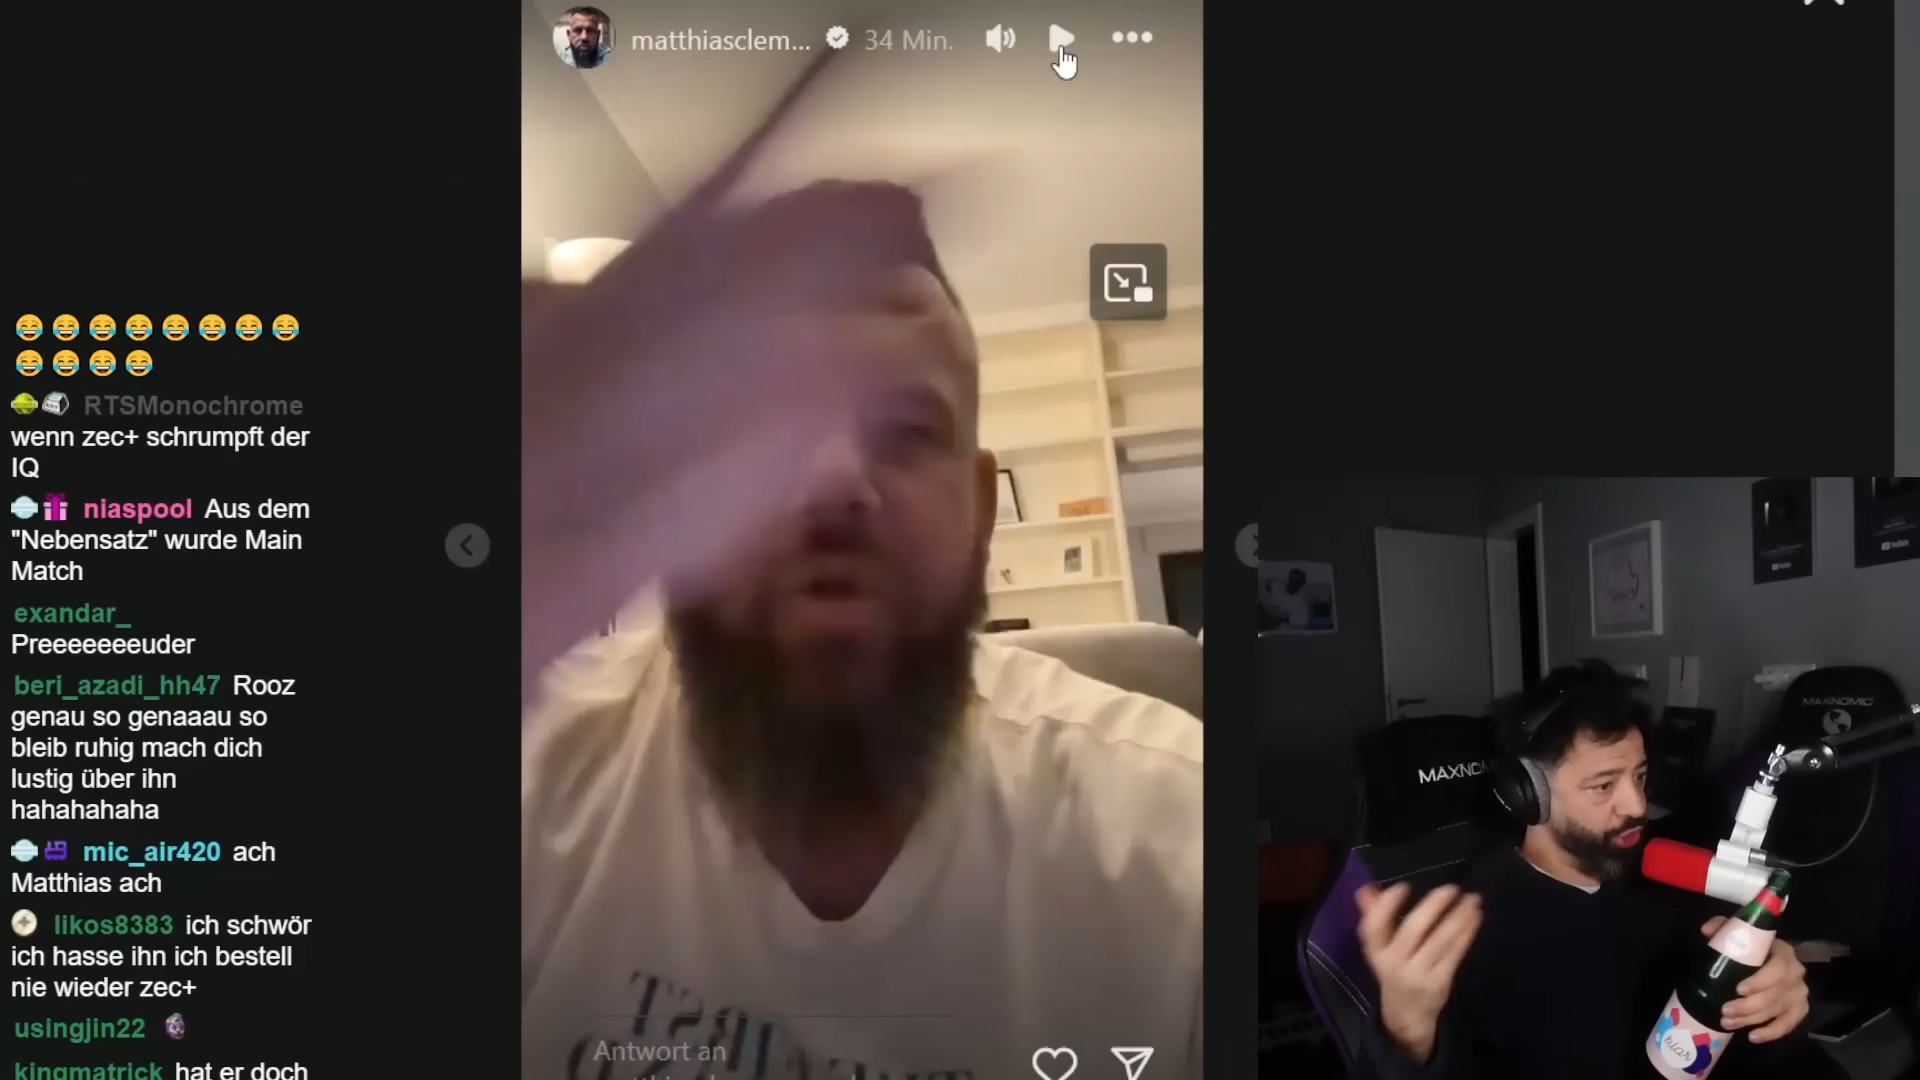 matthiasclem...
34 Min.
😂😂😂😂😂😂😂😂
😂😂😂😂
RTSMonochrome
wenn zec+ schrumpft der
IQ
niaspool Aus dem
"Nebensatz" wurde Main
Match
exandar_
Preeeeeeeuder
beri_azadi_hh47 Rooz
genau so genaaau so
bleib ruhig mach dich
lustig über ihn
hahahahaha
mic_air420 ach
Matthias ach
likos8383 ich schwör
ich hasse ihn ich bestell
nie wieder zec+
usingjin22
kingmatrick hat er doch
Antwort an
MAXNOMIC
klar